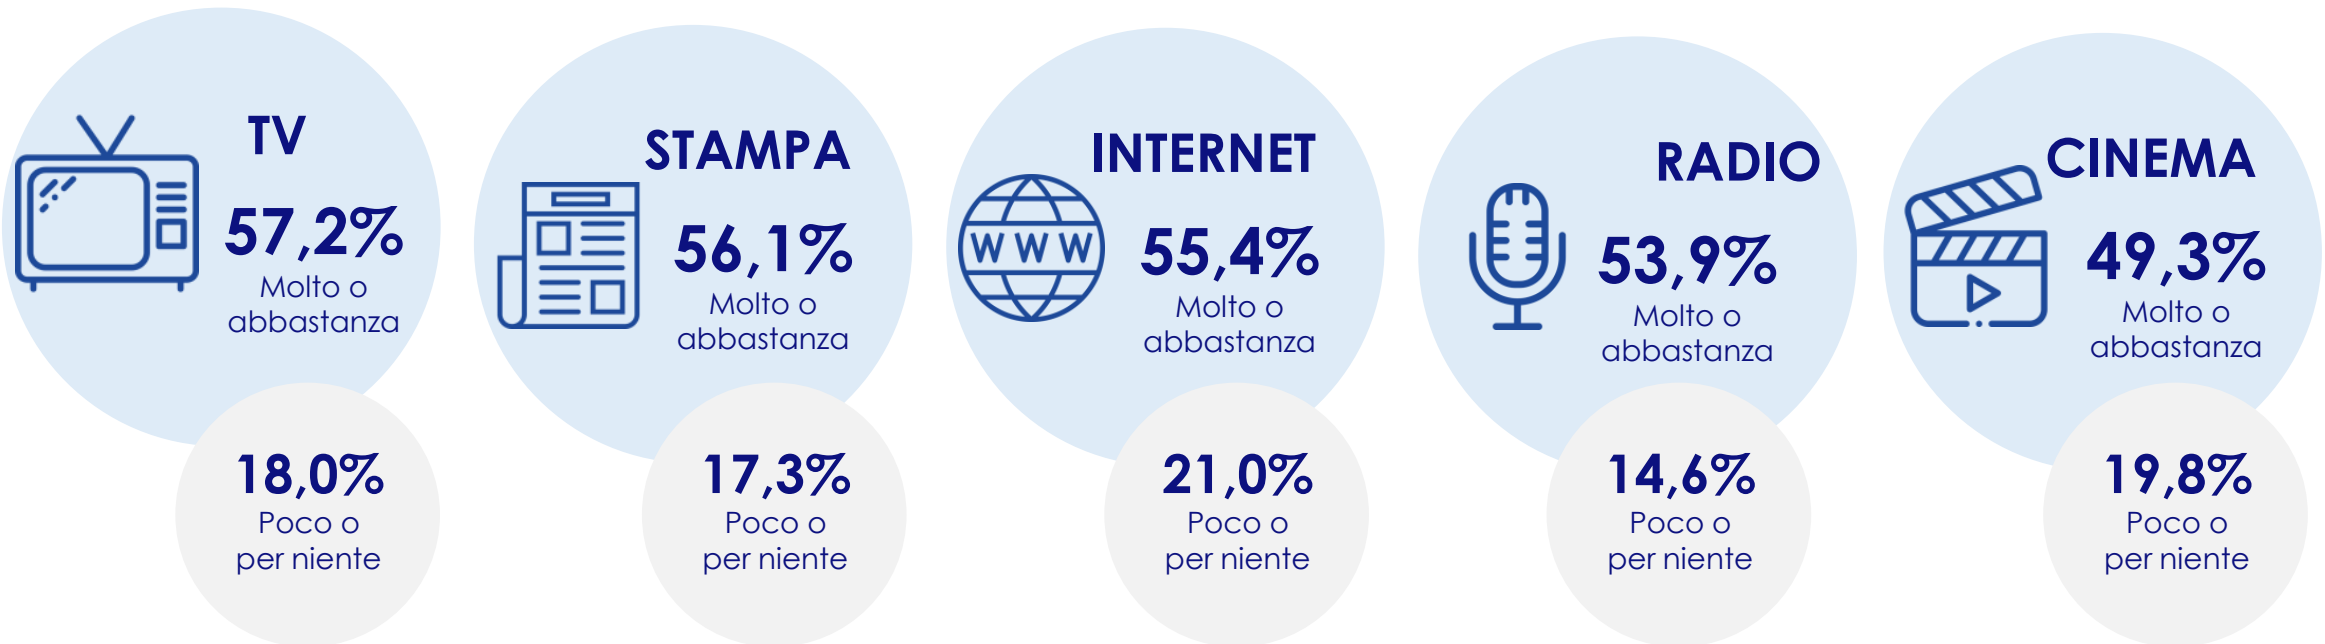 TV
57,2%
Molto o
abbastanza
18,0%
Poco o
per niente
STAMPA
56,1%
Molto o
abbastanza
17,3%
Poco o
per niente
INTERNET
WWW
55,4%
Molto o
abbastanza
21,0%
Poco o
per niente
RADIO
53,9%
Molto o
abbastanza
14,6%
Poco o
per niente
CINEMA
49,3%
Molto o
abbastanza
19,8%
Poco o
per niente